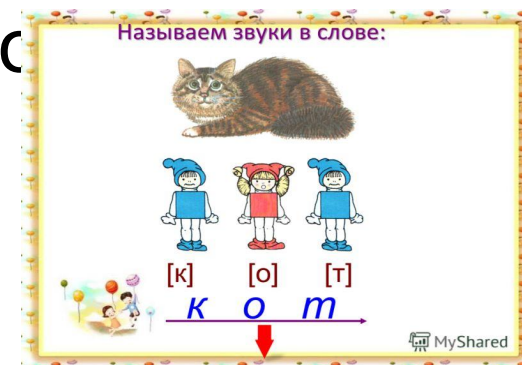 Называем звуки в слове:
[к] [о] [т]
к о т
MyShared